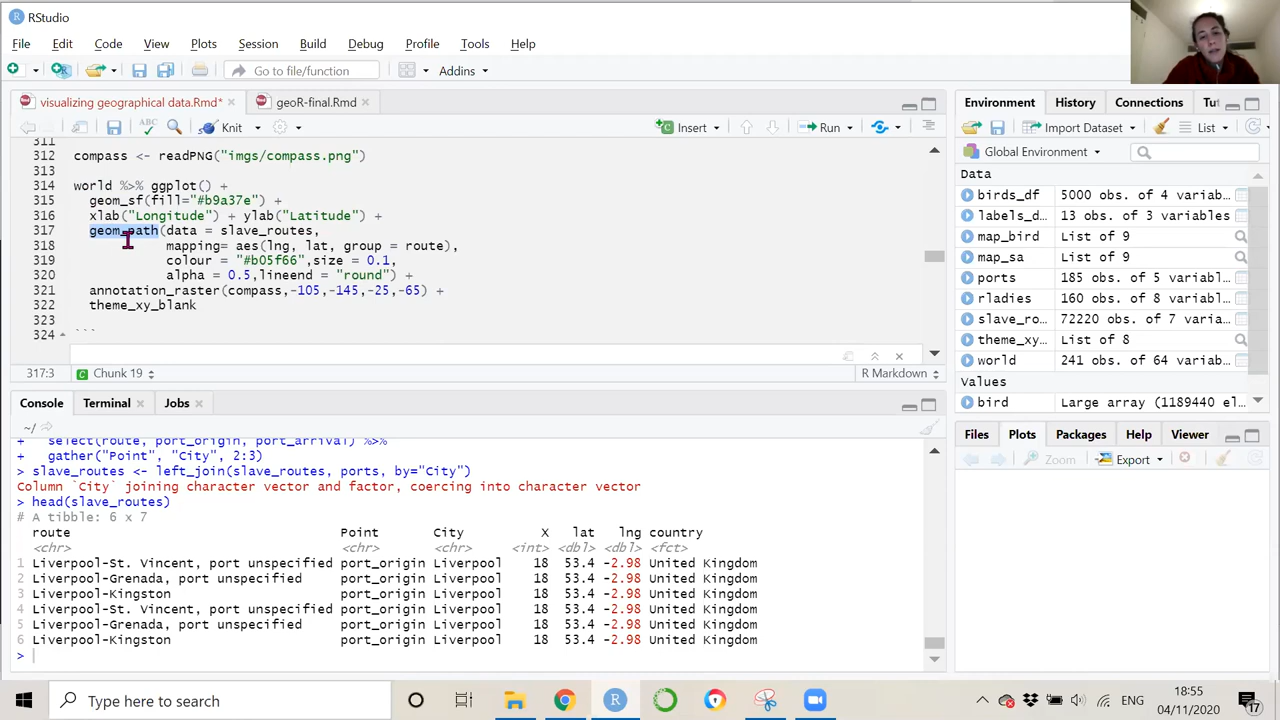 RStudio
File Edit Code View Plots Session Build Debug Profile Tools Help
Go to file/function Addins
visualizing geographical data.Rmd* geoR-final.Rmd
Knit Insert Run
311
312 compass <- readPNG("imgs/compass.png")
313
314 world %>% ggplot() +
315 geom_sf(fill="#b9a37e") +
316 xlab("Longitude") + ylab("Latitude") +
317 geom_path(data = slave_routes,
318 mapping= aes(lng, lat, group = route),
319 colour = "#b05f66",size = 0.1,
320 alpha = 0.5,lineend = "round") +
321 annotation_raster(compass,-105,-145,-25,-65) +
322 theme_xy_blank
323
324 ```
317:3 Chunk 19 R Markdown
Console Terminal Jobs
~/
+ select(route, port_origin, port_arrival) %>%
+ gather("Point", "City", 2:3)
> slave_routes <- left_join(slave_routes, ports, by="City")
Column `City` joining character vector and factor, coercing into character vector
> head(slave_routes)
# A tibble: 6 x 7
route Point City X lat lng country
<chr> <chr> <chr> <int> <dbl> <dbl> <fct>
1 Liverpool-St. Vincent, port unspecified port_origin Liverpool 18 53.4 -2.98 United Kingdom
2 Liverpool-Grenada, port unspecified port_origin Liverpool 18 53.4 -2.98 United Kingdom
3 Liverpool-Kingston port_origin Liverpool 18 53.4 -2.98 United Kingdom
4 Liverpool-St. Vincent, port unspecified port_origin Liverpool 18 53.4 -2.98 United Kingdom
5 Liverpool-Grenada, port unspecified port_origin Liverpool 18 53.4 -2.98 United Kingdom
6 Liverpool-Kingston port_origin Liverpool 18 53.4 -2.98 United Kingdom
>
Environment History Connections Tu
Import Dataset List
Global Environment
Data
birds_df 5000 obs. of 4 variab…
labels_d… 13 obs. of 3 variabl…
map_bird List of 9
map_sa List of 9
ports 185 obs. of 5 variab…
rladies 160 obs. of 8 variab…
slave_ro… 72220 obs. of 7 varia…
theme_xy… List of 8
world 241 obs. of 64 variab…
Values
bird Large array (1189440 el…
Files Plots Packages Help Viewer
Zoom Export
Type here to search
ENG
18:55
04/11/2020
17